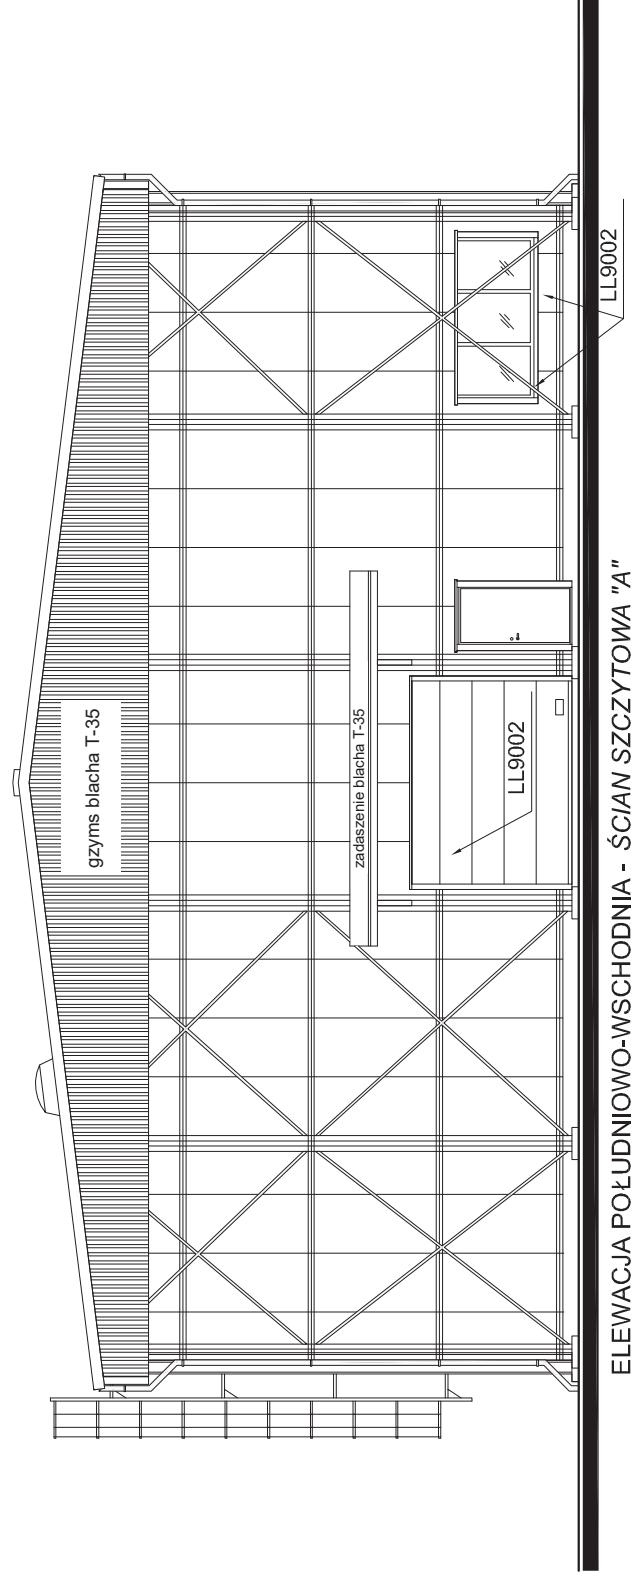 gzyms blacha T-35
zadaszenie blacha T-35
LL9002
LL9002
ELEWACJA POŁUDNIOWO-WSCHODNIA - ŚCIAN SZCZYTOWA "A"